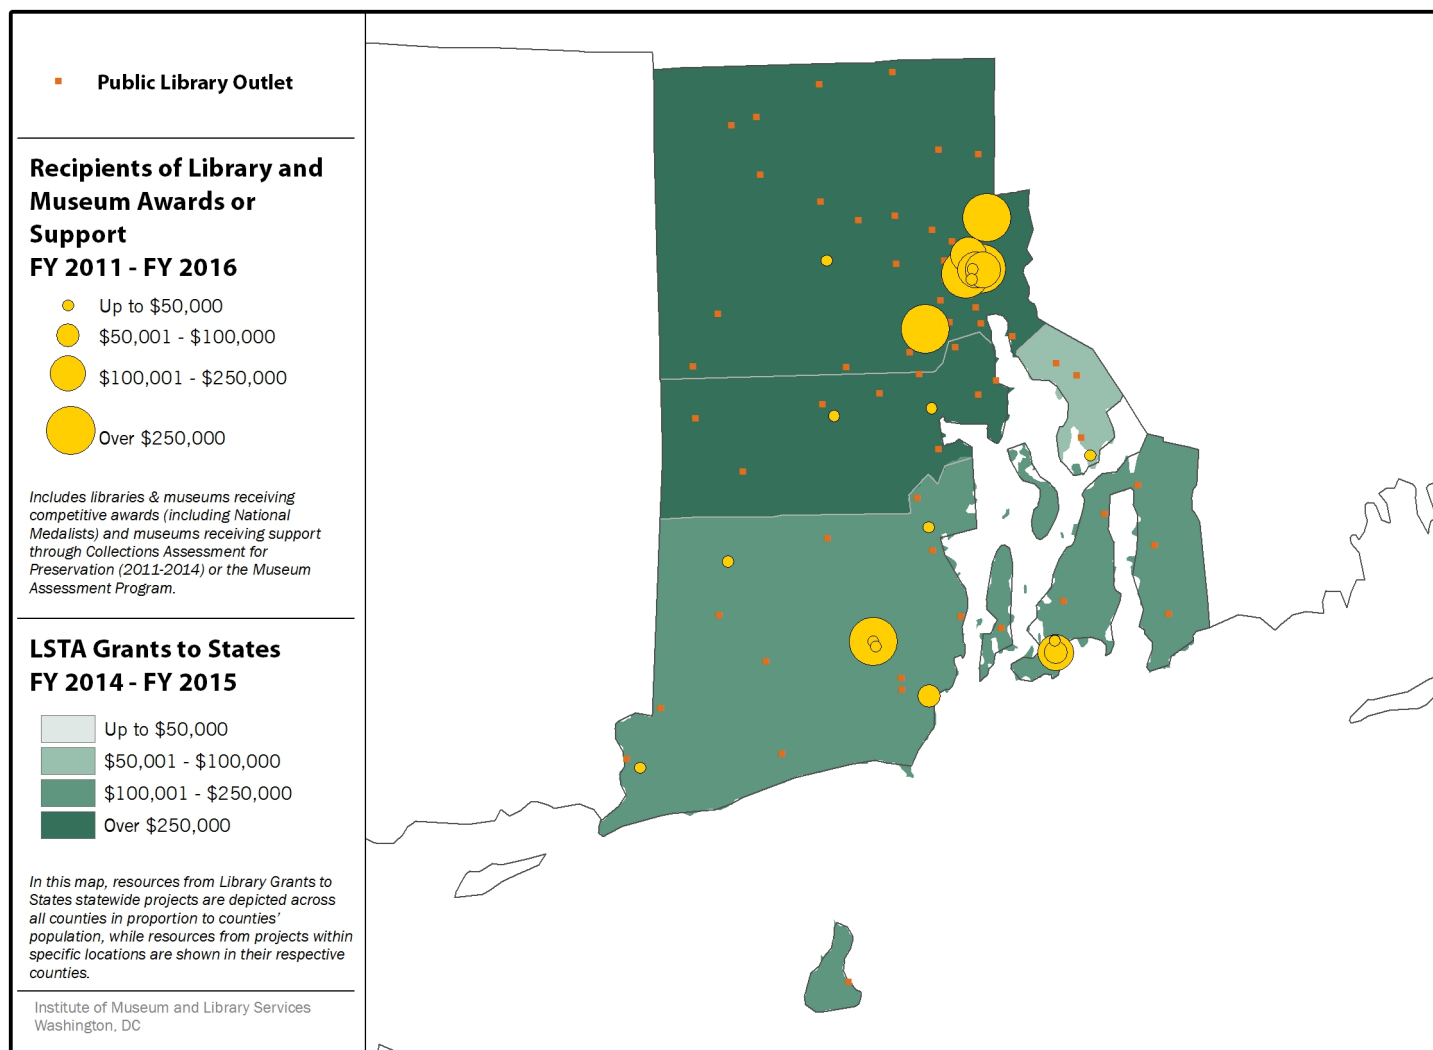 Public Library Outlet
Recipients of Library and
Museum Awards or
Support
FY 2011 - FY 2016
Up to $50,000
$50,001 - $100,000
$100,001 - $250,000
Over $250,000
Includes libraries & museums receiving
competitive awards (including National
Medalists) and museums receiving support
through Collections Assessment for
Preservation (2011-2014) or the Museum
Assessment Program.
LSTA Grants to States
FY 2014 - FY 2015
Up to $50,000
$50,001 - $100,000
$100,001 - $250,000
Over $250,000
In this map, resources from Library Grants to
States statewide projects are depicted across
all counties in proportion to counties'
population, while resources from projects within
specific locations are shown in their respective
counties.
Institute of Museum and Library Services
Washington, DC